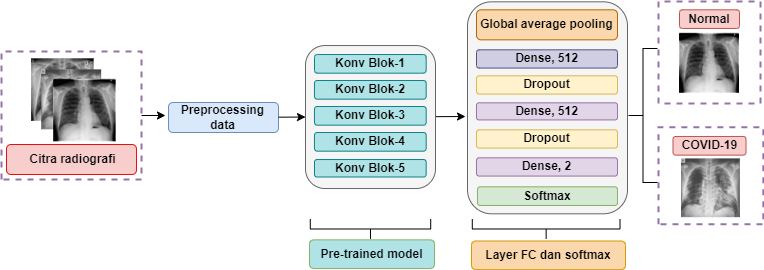 Citra radiografi
Preprocessing
data
Konv Blok-1
Konv Blok-2
Konv Blok-3
Konv Blok-4
Konv Blok-5
Pre-trained model
Global average pooling
Dense, 512
Dropout
Dense, 512
Dropout
Dense, 2
Softmax
Layer FC dan softmax
Normal
COVID-19